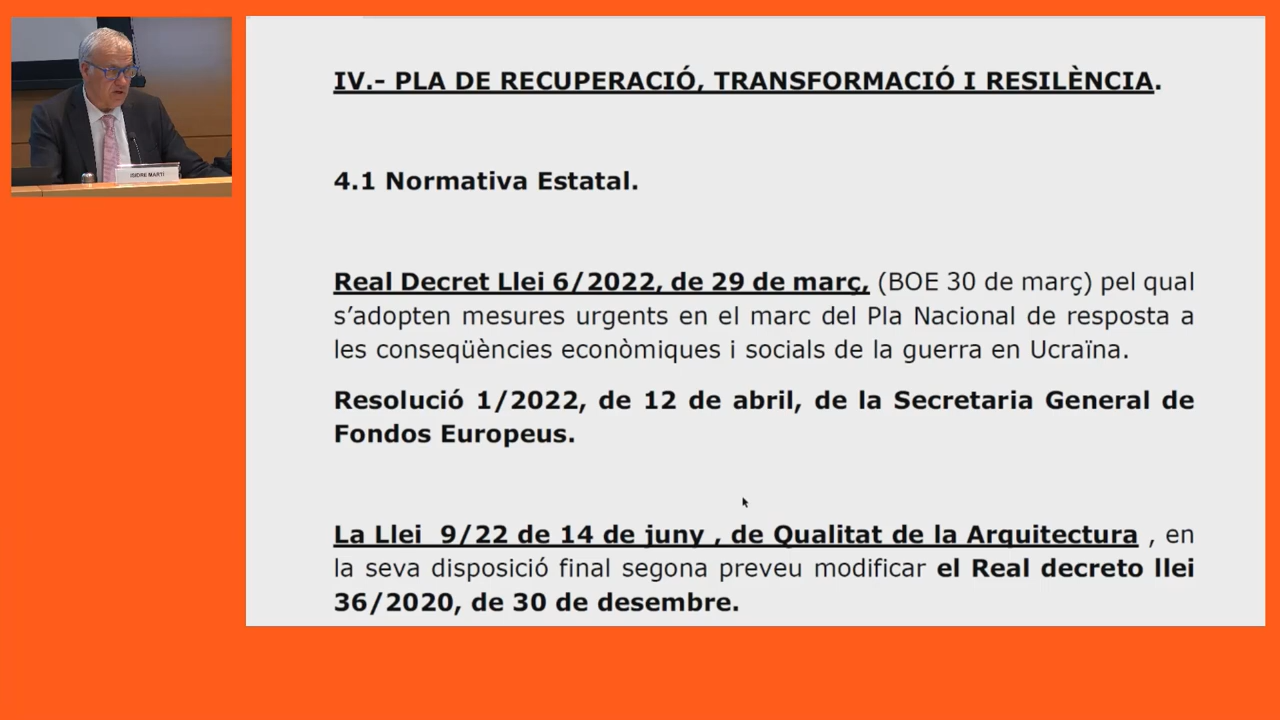 ISIDRE MARTÍ
IV.- PLA DE RECUPERACIÓ, TRANSFORMACIÓ I RESILÈNCIA.
4.1 Normativa Estatal.
Real Decret Llei 6/2022, de 29 de març, (BOE 30 de març) pel qual
s’adopten mesures urgents en el marc del Pla Nacional de resposta a
les conseqüències econòmiques i socials de la guerra en Ucraïna.
Resolució 1/2022, de 12 de abril, de la Secretaria General de
Fondos Europeus.
La Llei 9/22 de 14 de juny , de Qualitat de la Arquitectura , en
la seva disposició final segona preveu modificar el Real decreto llei
36/2020, de 30 de desembre.